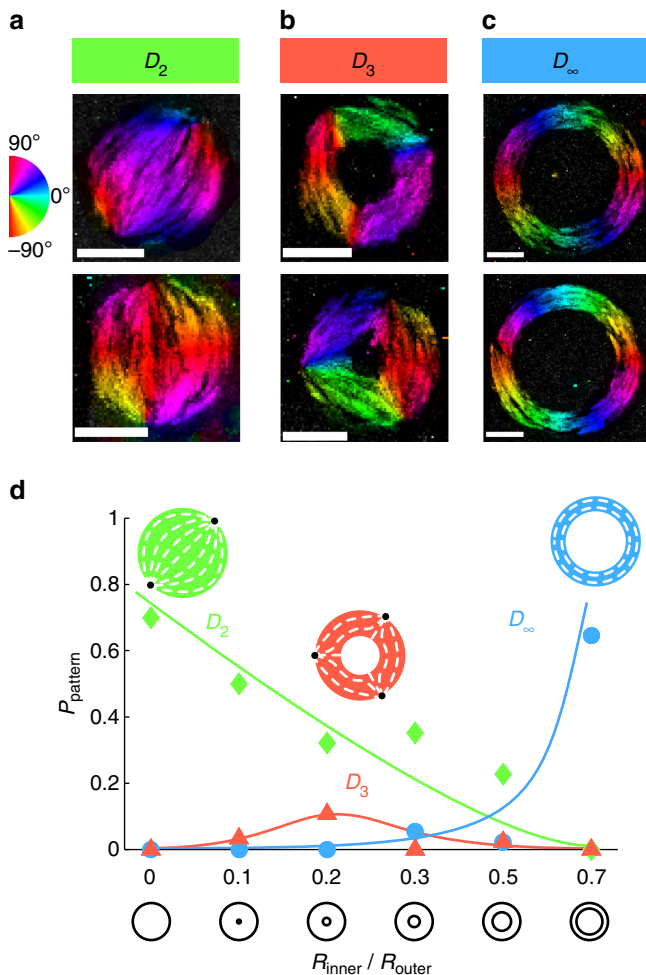 a b c
D2 D3 D∞
90°
0°
–90°
d
1
0.8
0.6
0.4
0.2
0
Ppattern
D2
D∞
D3
0 0.1 0.2 0.3 0.5 0.7
Rinner / Router